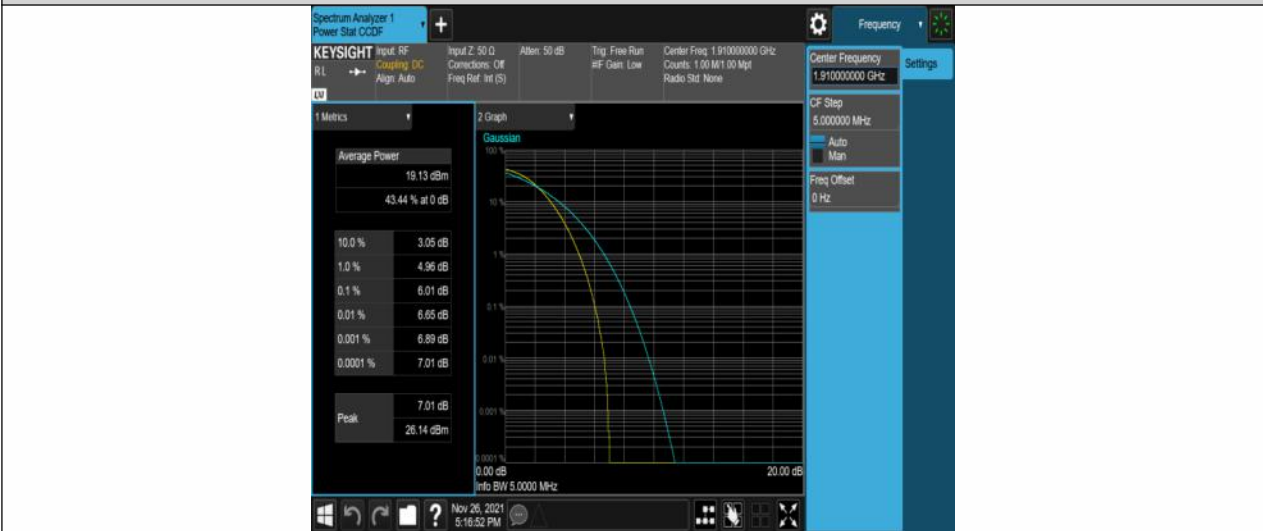 Spectrum Analyzer 1
Power Stat CCDF
Frequency
KEYSIGHT
R L
LW
Input: RF
Coupling: DC
Align: Auto
Input Z: 50 Ω
Corrections: Off
Freq Ref: Int (S)
Atten: 50 dB
Trig: Free Run
#IF Gain: Low
Center Freq: 1.910000000 GHz
Counts: 1.00 M/1.00 Mpt
Radio Std: None
Center Frequency
1.910000000 GHz
Settings
CF Step
5.000000 MHz
Auto
Man
Freq Offset
0 Hz
1 Metrics
Average Power
19.13 dBm
43.44 % at 0 dB
10.0 % 3.05 dB
1.0 % 4.96 dB
0.1 % 6.01 dB
0.01 % 6.65 dB
0.001 % 6.89 dB
0.0001 % 7.01 dB
Peak
7.01 dB
26.14 dBm
2 Graph
Gaussian
100 %
10 %
1 %
0.1 %
0.01 %
0.001 %
0.0001 %
0.00 dB 20.00 dB
Info BW 5.0000 MHz
Nov 26, 2021
5:16:52 PM